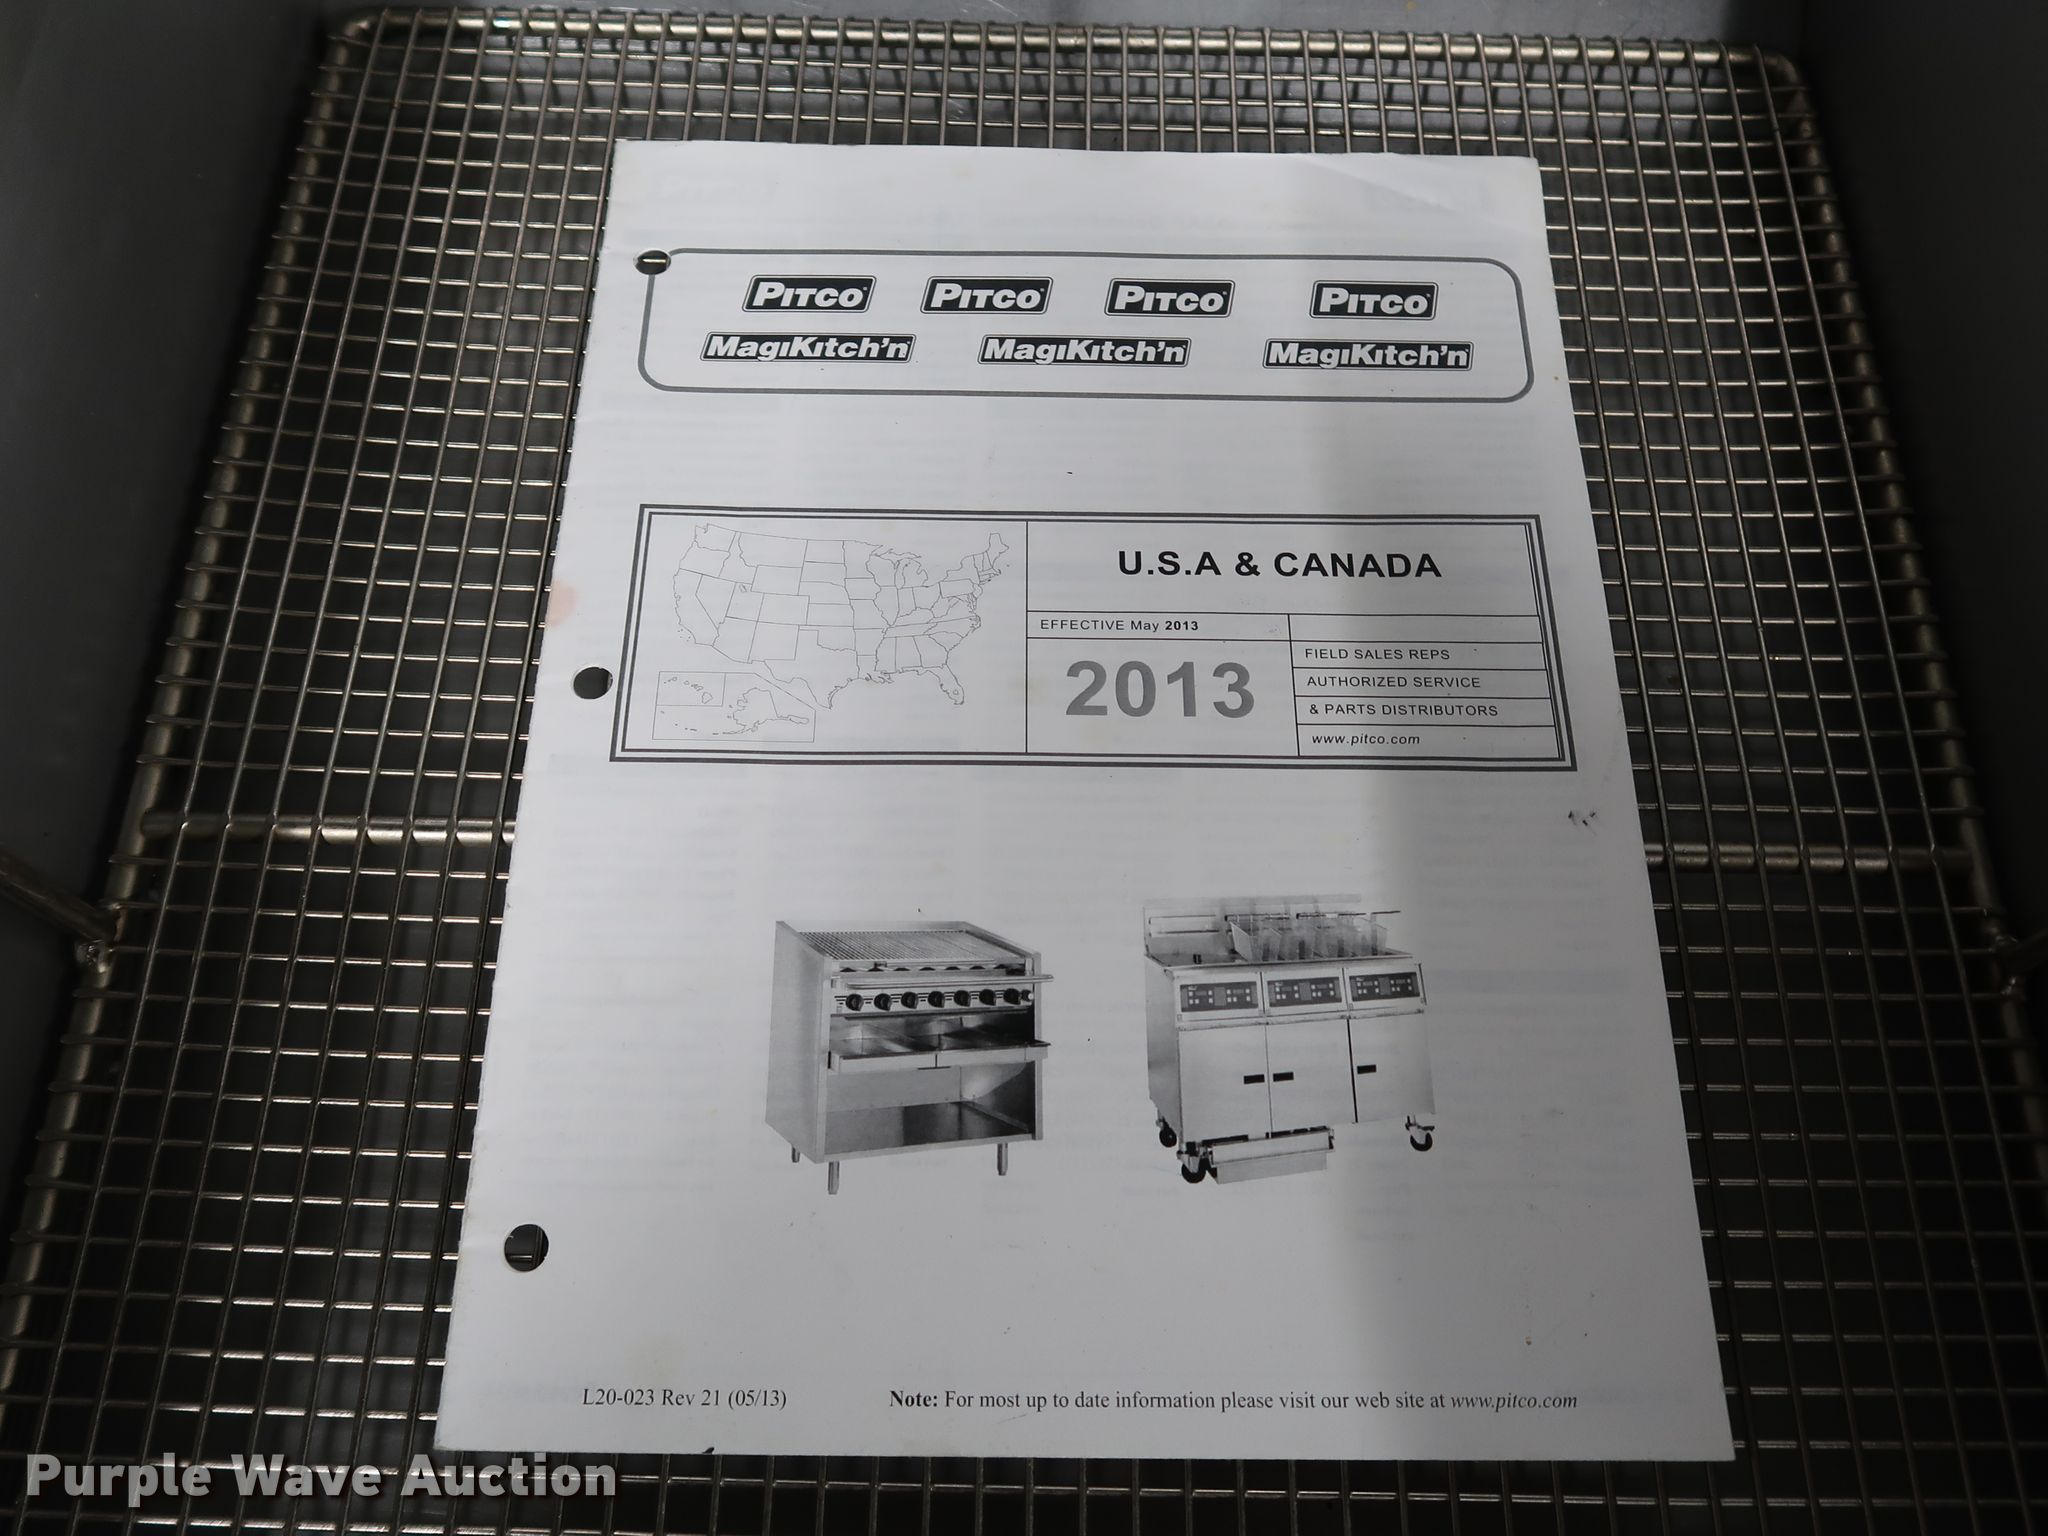 PITCO PITCO PITCO PITCO
MagiKitch'n MagiKitch'n MagiKitch'n
U.S.A & CANADA
EFFECTIVE May 2013
2013
FIELD SALES REPS
AUTHORIZED SERVICE
& PARTS DISTRIBUTORS
www.pitco.com
L20-023 Rev 21 (05/13)
Note: For most up to date information please visit our web site at www.pitco.com
Purple Wave Auction